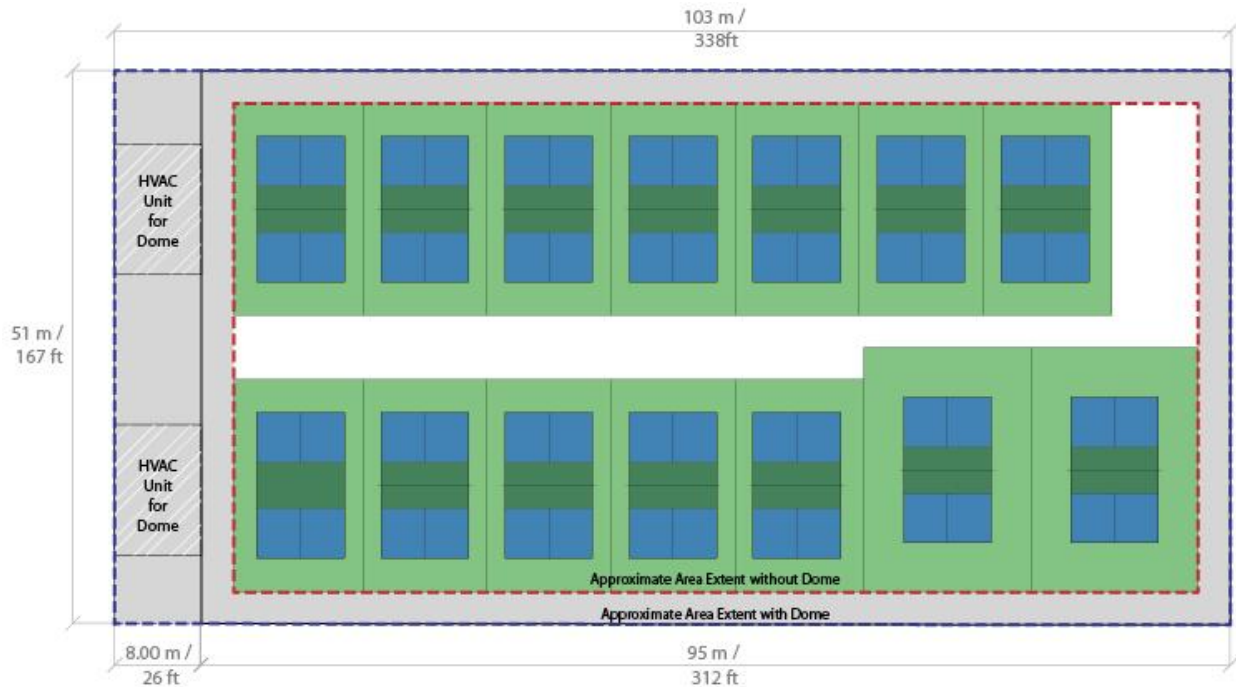 103 m /
338ft
HVAC
Unit
for
Dome
51 m /
167 ft
HVAC
Unit
for
Dome
Approximate Area Extent without Dome
Approximate Area Extent with Dome
8.00 m /
26 ft
95 m /
312 ft